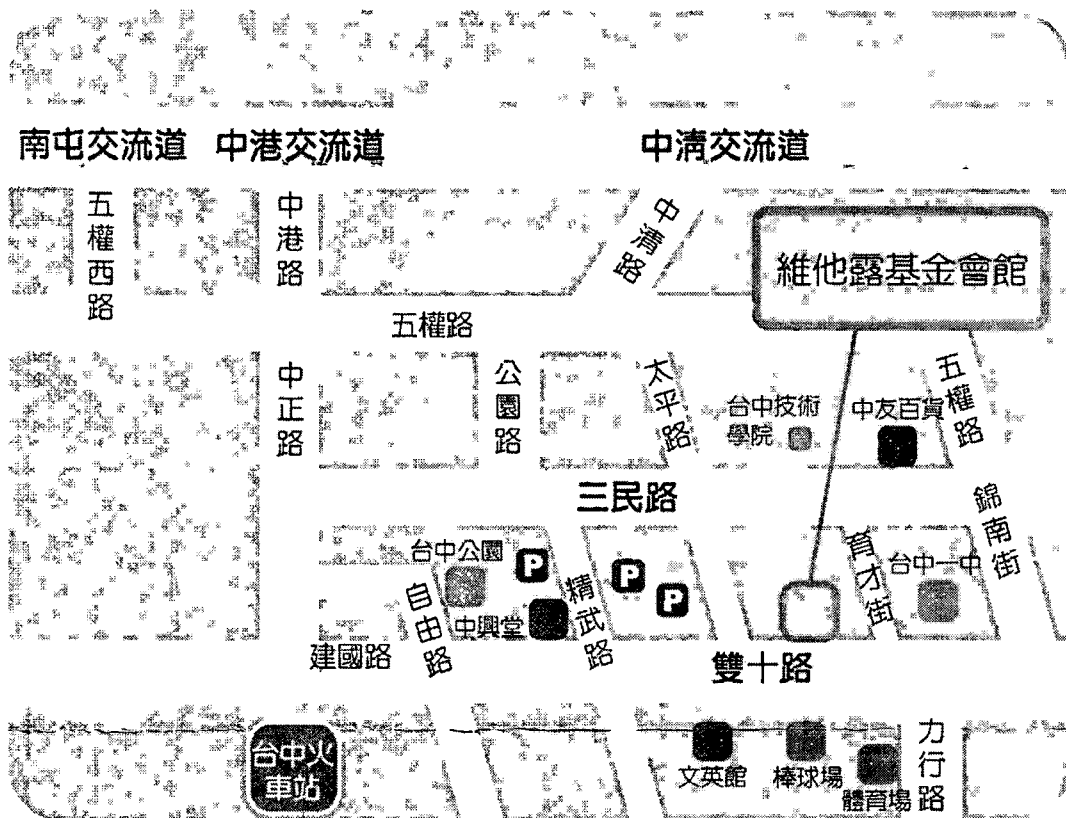 南屯交流道
中港交流道
中清交流道
五權西路
中港路
中清路
維他露基金會館
五權路
中正路
公園路
太平路
台中技術
學院
中友百貨
五權路
三民路
錦南街
台中公園
P
精武路
P
P
育才街
台中一中
自由路
中興堂
建國路
雙十路
台中火
車站
文英館
棒球場
體育場
力行路